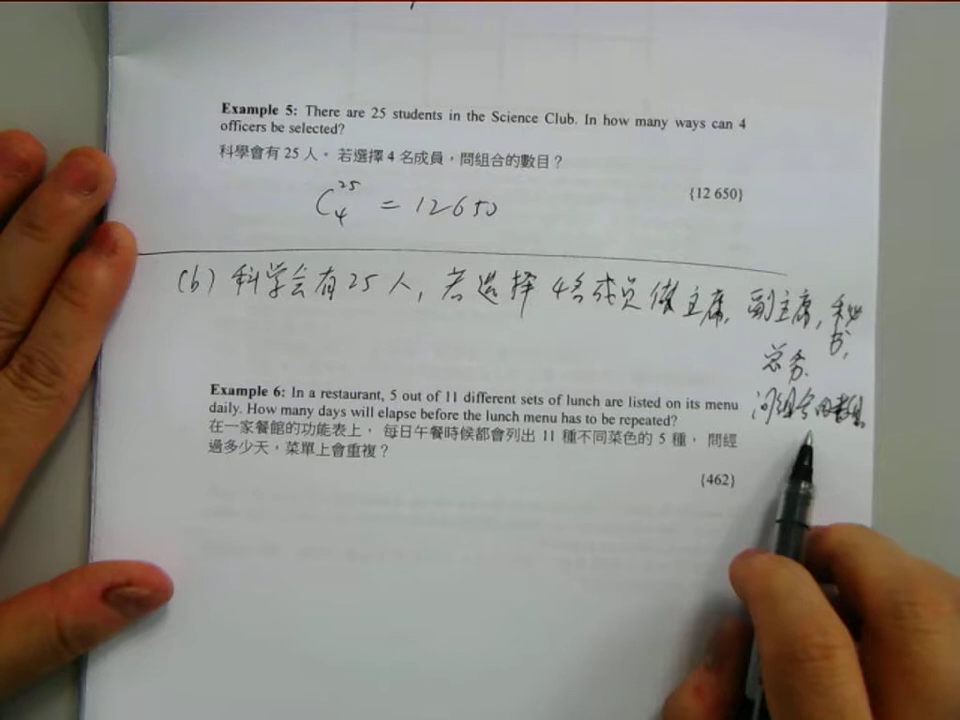 Example 5: There are 25 students in the Science Club. In how many ways can 4
officers be selected?
科學會有 25 人。 若選擇 4 名成員，問組合的數目？
{12 650}
C₄²⁵ = 12650
(b) 科学会有 25 人, 若選择 4名成员做主席, 副主席, 秘
书,
总务.
问组合的数目.
Example 6: In a restaurant, 5 out of 11 different sets of lunch are listed on its menu
daily. How many days will elapse before the lunch menu has to be repeated?
在一家餐館的功能表上， 每日午餐時候都會列出 11 種不同菜色的 5 種， 問經
過多少天，菜單上會重複？
{462}